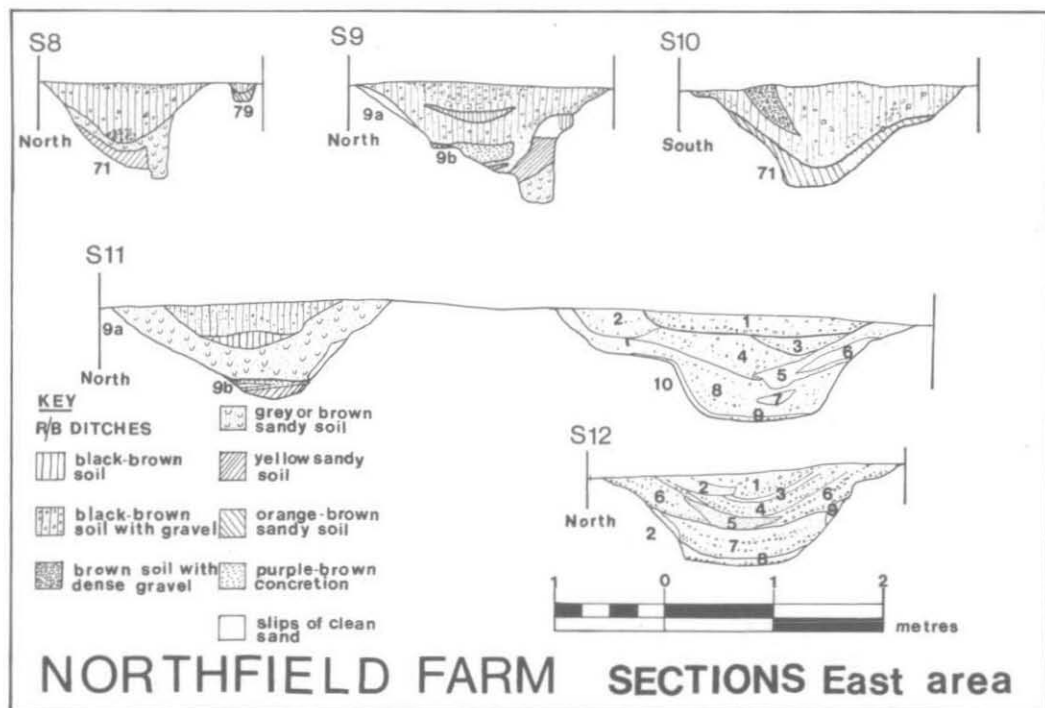 S8
S9
S10
9a
79
North
North
9b
South
71
71
S11
9a
North
9b
2
1
3
1
4
6
5
10
8
7
9
KEY
R/B DITCHES
black-brown
soil
black-brown
soil with gravel
brown soil with
dense gravel
grey or brown
sandy soil
yellow sandy
soil
orange-brown
sandy soil
purple-brown
concretion
slips of clean
sand
S12
1
2
3
6
6
4
9
5
North
2
7
8
1
0
1
2
metres
NORTHFIELD FARM SECTIONS East area